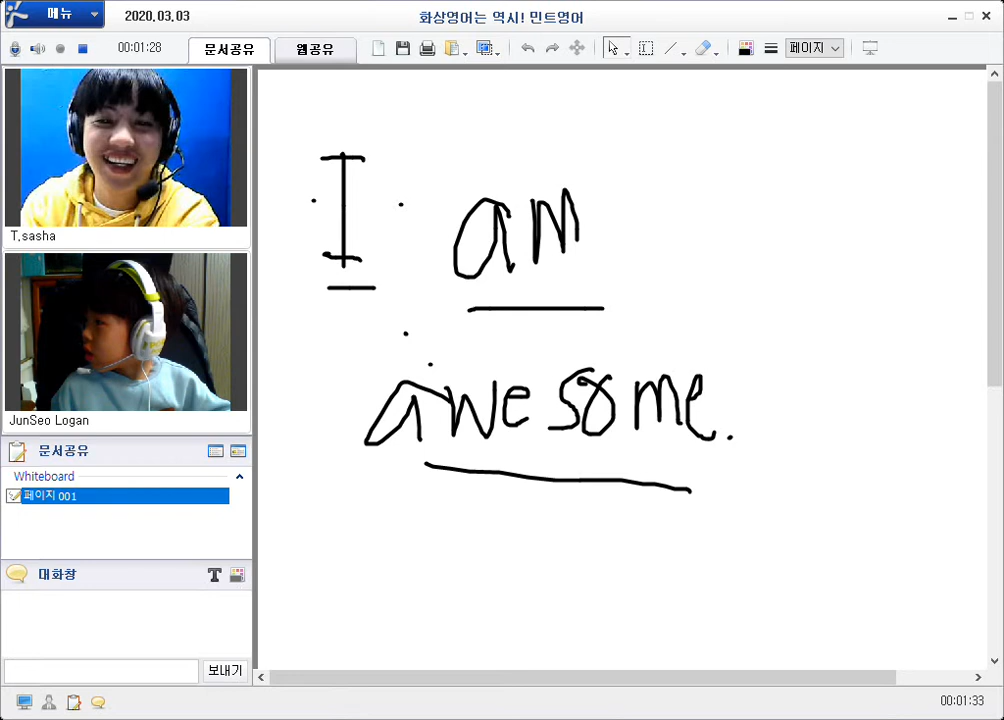 메뉴
2020,03,03
화상영어는 역시! 민트영어
00:01:28
문서공유
웹공유
페이지
T.sasha
JunSeo Logan
문서공유
Whiteboard
페이지 001
대화창
T
보내기
I am
awesome.
00:01:33